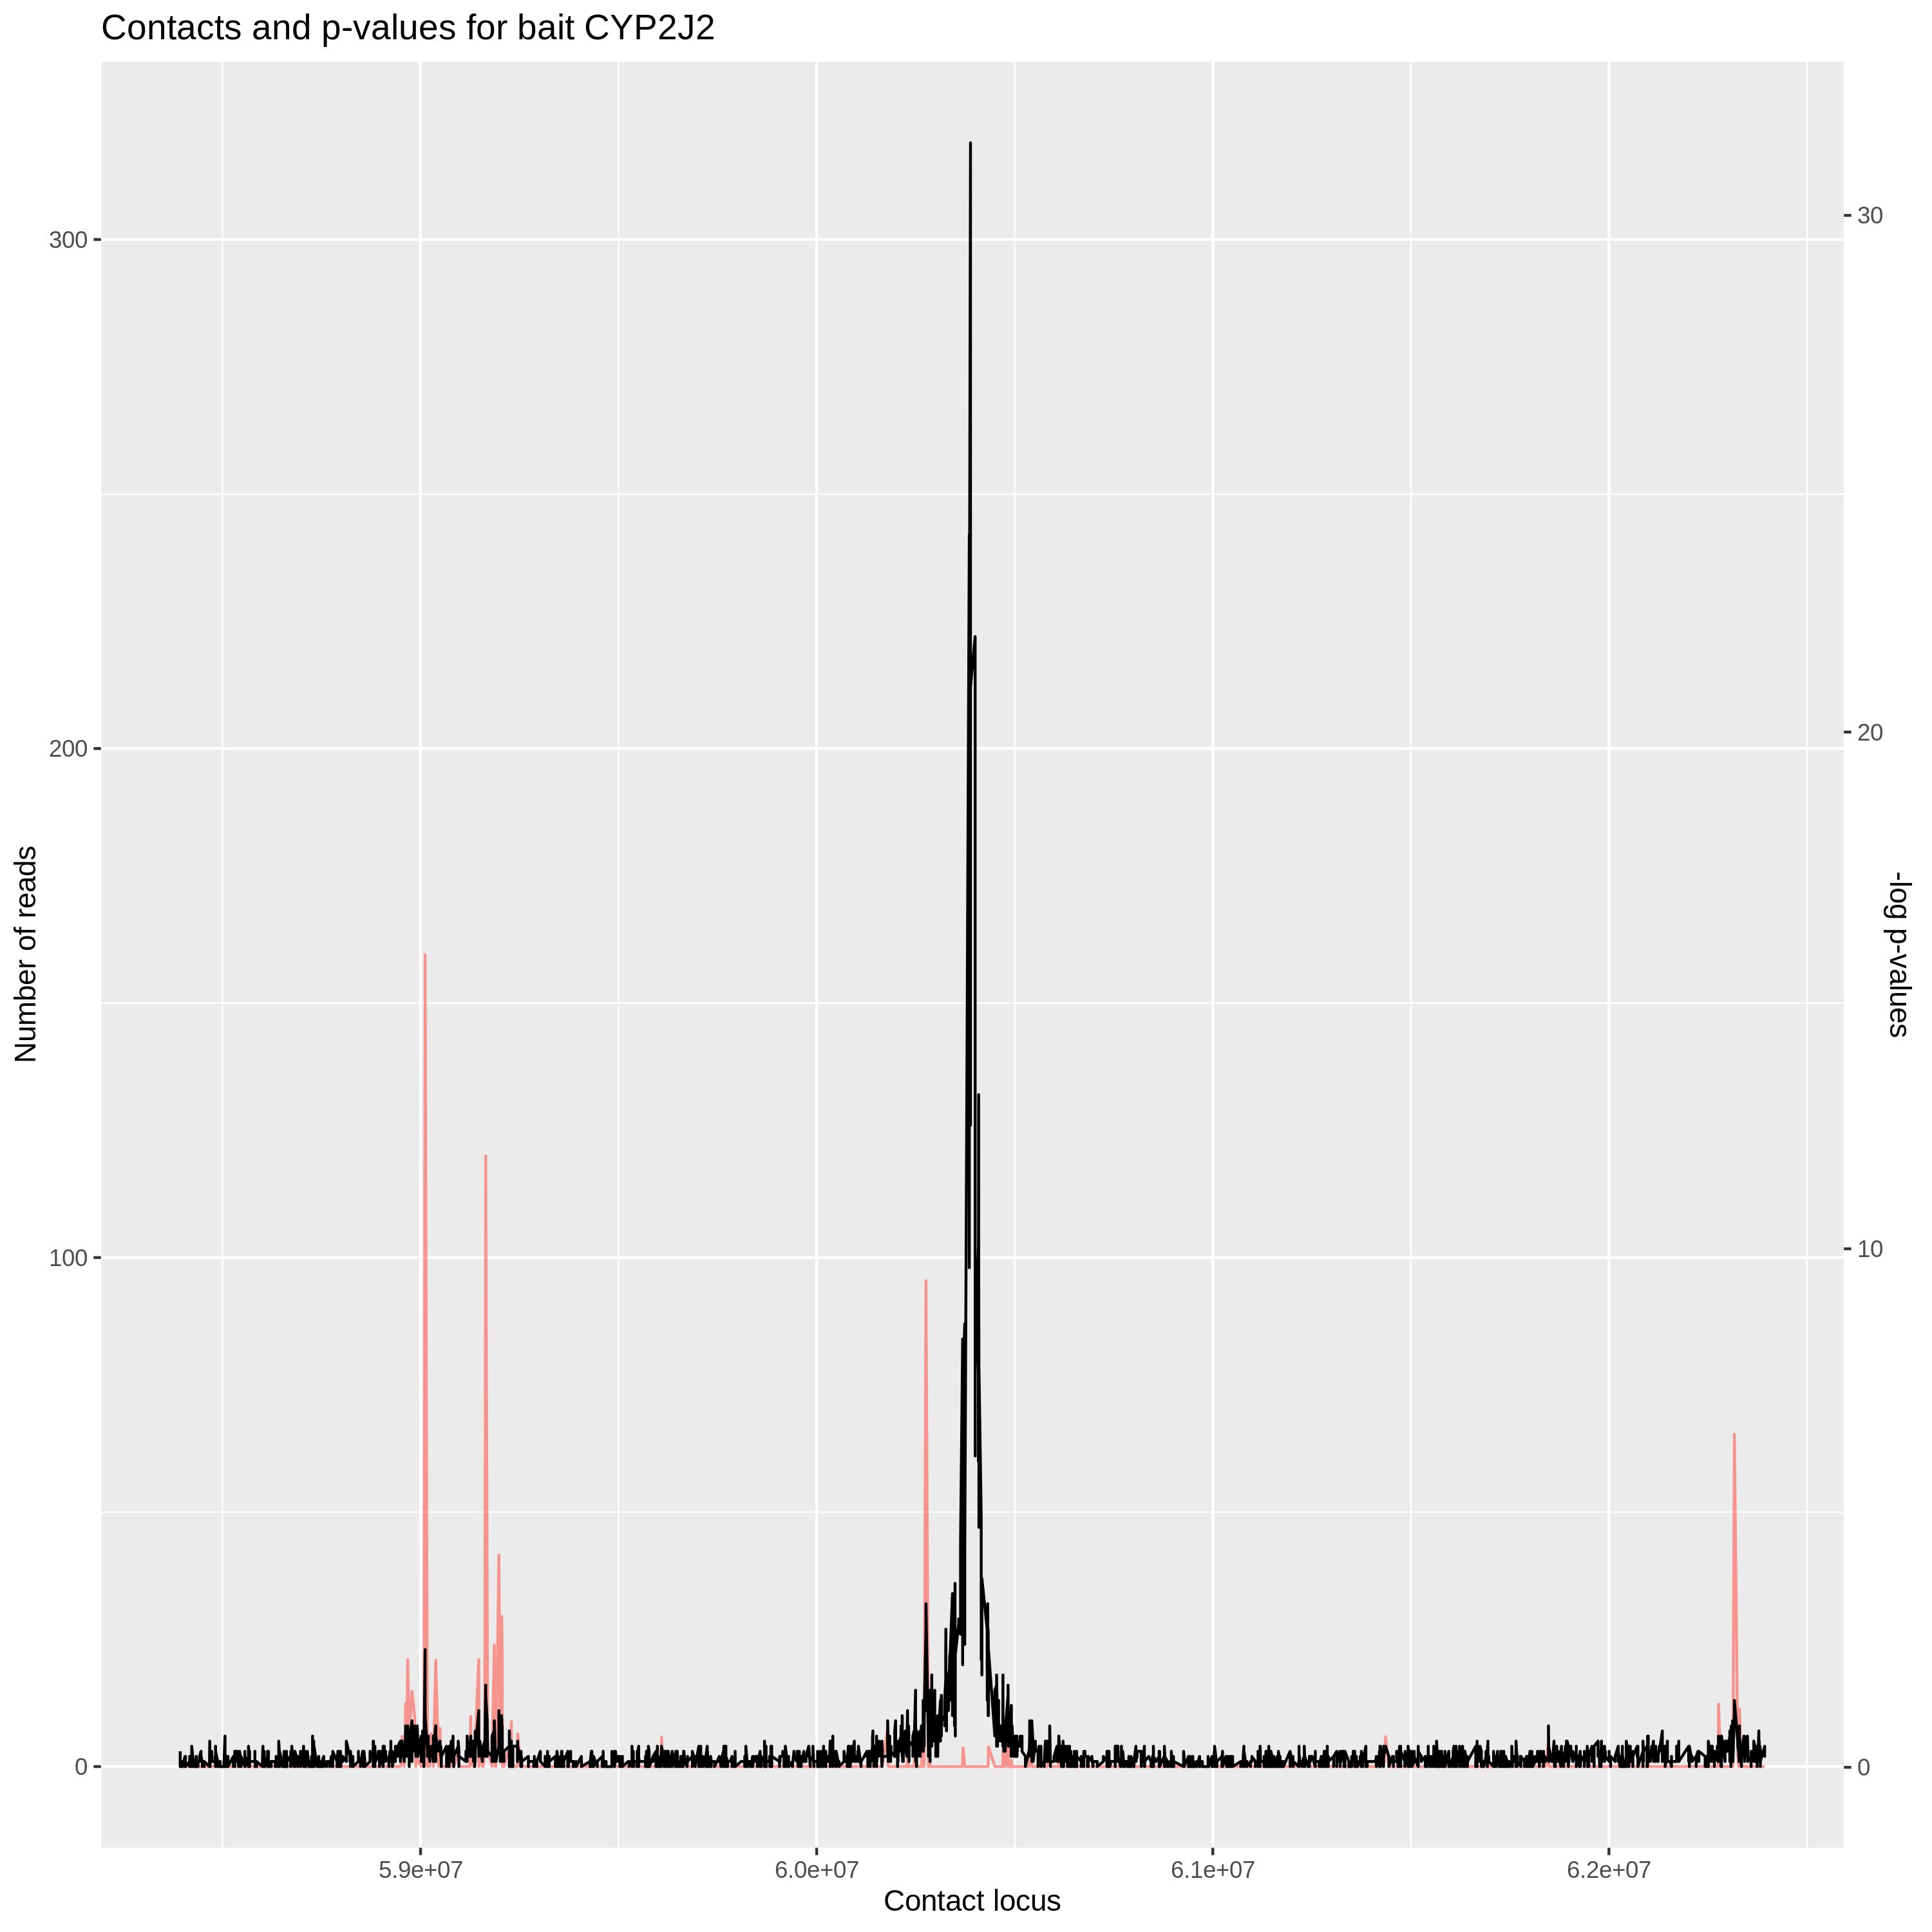 Contacts and p-values for bait CYP2J2
300
200
100
0
Number of reads
30
20
10
0
-log p-values
5.9e+07
6.0e+07
6.1e+07
6.2e+07
Contact locus